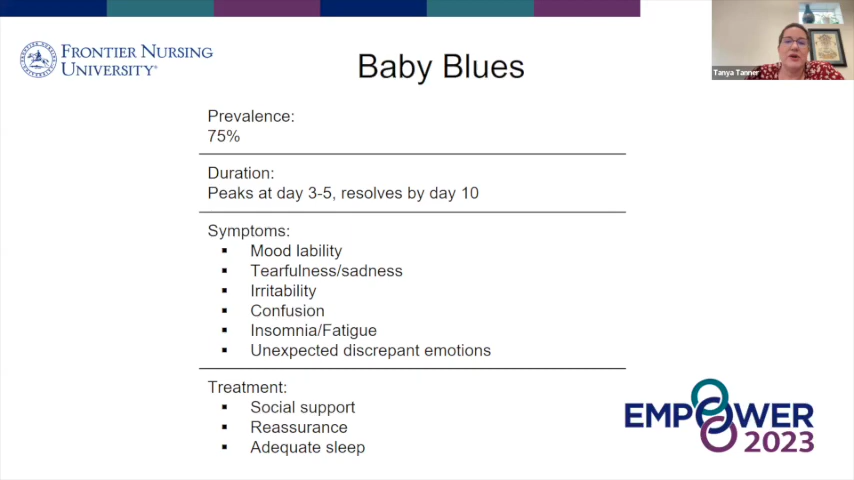 FRONTIER NURSING
UNIVERSITY®
Tanya Tanner
Baby Blues
Prevalence:
75%
Duration:
Peaks at day 3-5, resolves by day 10
Symptoms:
▪ Mood lability
▪ Tearfulness/sadness
▪ Irritability
▪ Confusion
▪ Insomnia/Fatigue
▪ Unexpected discrepant emotions
Treatment:
▪ Social support
▪ Reassurance
▪ Adequate sleep
EMPOWER
2023